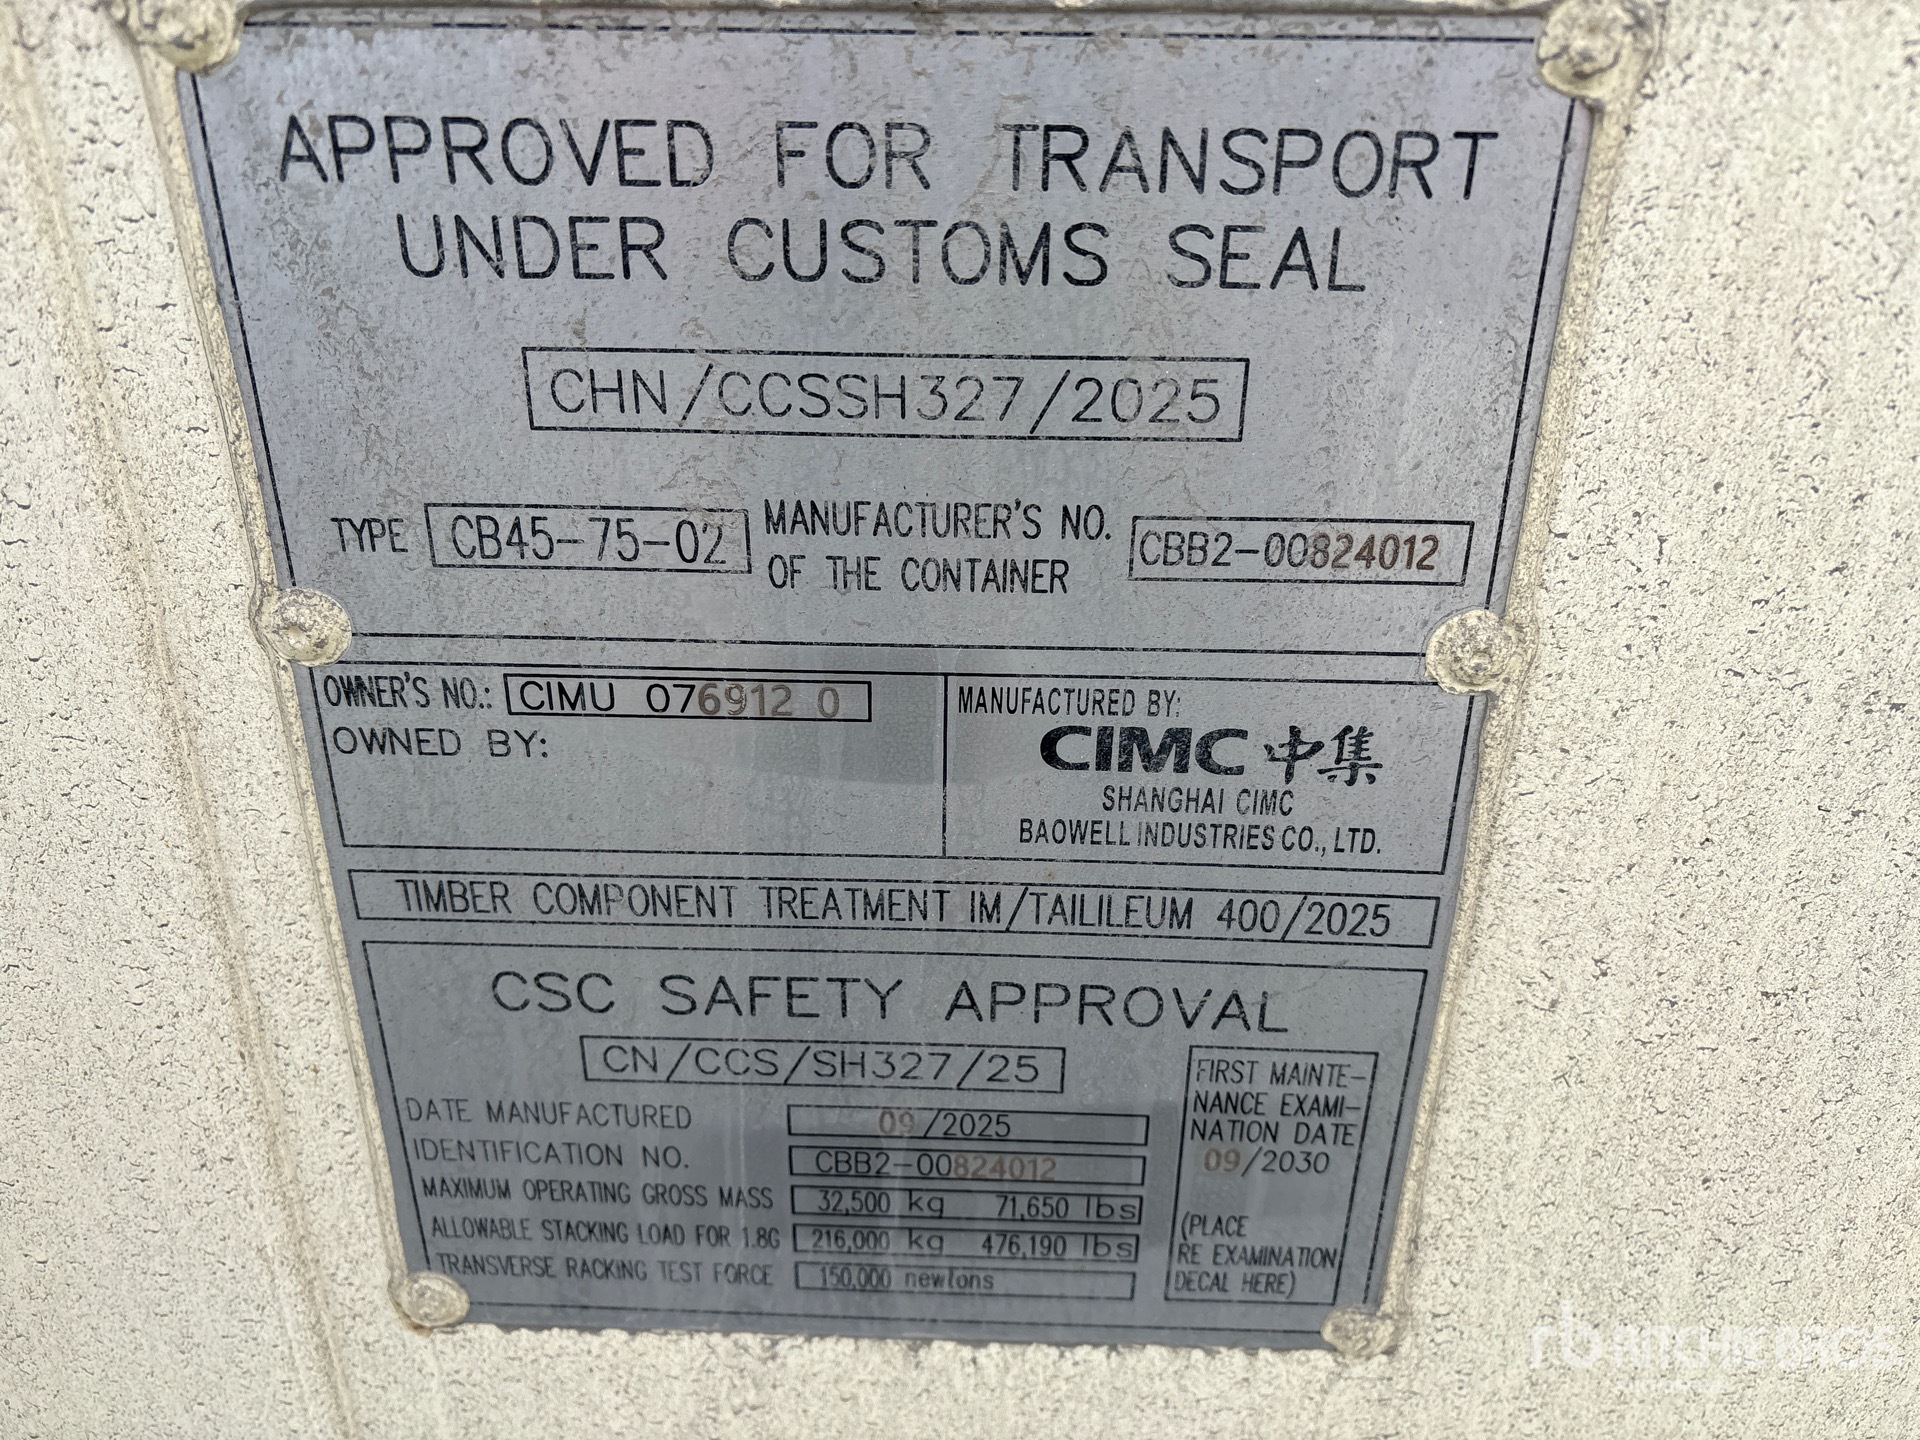 APPROVED FOR TRANSPORT
UNDER CUSTOMS SEAL
CHN/CCSSH327/2025
TYPE CB45-75-02 MANUFACTURER'S NO. OF THE CONTAINER CBB2-00824012
OWNER'S NO.: CIMU 076912 0
OWNED BY:
MANUFACTURED BY:
CIMC 中集
SHANGHAI CIMC
BAOWELL INDUSTRIES CO., LTD.
TIMBER COMPONENT TREATMENT IM/TAILILEUM 400/2025
CSC SAFETY APPROVAL
CN/CCS/SH327/25
DATE MANUFACTURED 09/2025
IDENTIFICATION NO. CBB2-00824012
MAXIMUM OPERATING GROSS MASS 32,500 kg 71,650 lbs
ALLOWABLE STACKING LOAD FOR 1.8G 216,000 kg 476,190 lbs
TRANSVERSE RACKING TEST FORCE 150,000 newtons
FIRST MAINTE-
NANCE EXAMI-
NATION DATE
09/2030
(PLACE
RE EXAMINATION
DECAL HERE)
rb RITCHIE BROS